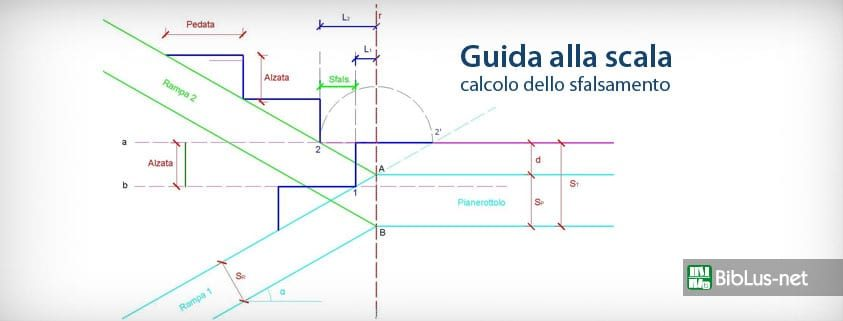 Guida alla scala
calcolo dello sfalsamento
Pedata
L₂
r
L₁
Alzata
Sfals
Rampa 2
a
2
2'
Alzata
b
A
1
d
S₁
Sₚ
Pianerottolo
B
Sᵣ
Rampa 1
α
BibLus-net